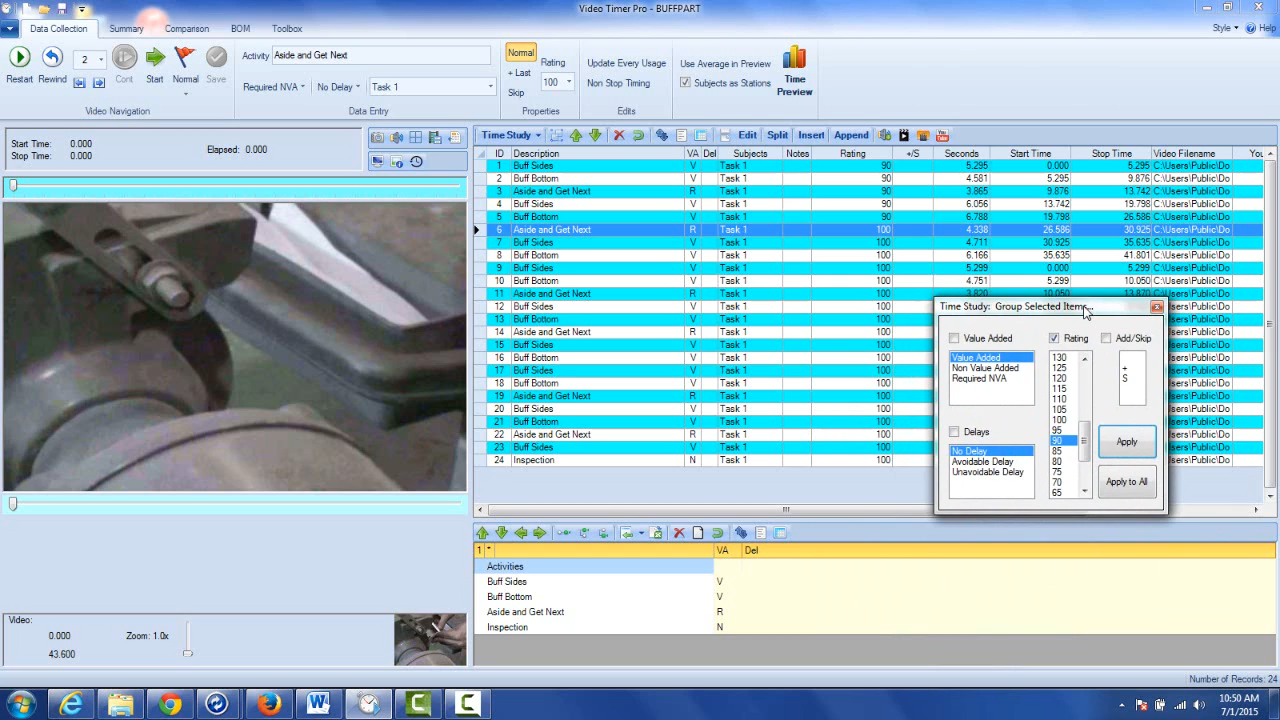 Video Timer Pro - BUFFPART
Data Collection Summary Comparison BOM Toolbox Style Help
Restart Rewind 2 Cont Start Normal Save
Video Navigation
Activity Aside and Get Next
Required NVA No Delay Task 1
Data Entry
Normal Rating
+ Last 100
Skip
Properties
Update Every Usage
Non Stop Timing
Edits
Use Average in Preview
Subjects as Stations
Time Preview
Start Time: 0.000
Stop Time: 0.000
Elapsed: 0.000
Time Study Edit Split Insert Append You Tube
ID Description VA Del Subjects Notes Rating +/S Seconds Start Time Stop Time Video Filename You
1 Buff Sides V Task 1 90 5.295 0.000 5.295 C:\Users\Public\Do
2 Buff Bottom V Task 1 90 4.581 5.295 9.876 C:\Users\Public\Do
3 Aside and Get Next R Task 1 90 3.865 9.876 13.742 C:\Users\Public\Do
4 Buff Sides V Task 1 90 6.056 13.742 19.798 C:\Users\Public\Do
5 Buff Bottom V Task 1 90 6.788 19.798 26.586 C:\Users\Public\Do
6 Aside and Get Next R Task 1 100 4.338 26.586 30.925 C:\Users\Public\Do
7 Buff Sides V Task 1 100 4.711 30.925 35.635 C:\Users\Public\Do
8 Buff Bottom V Task 1 100 6.166 35.635 41.801 C:\Users\Public\Do
9 Buff Sides V Task 1 100 5.299 0.000 5.299 C:\Users\Public\Do
10 Buff Bottom V Task 1 100 4.751 5.299 10.050 C:\Users\Public\Do
11 Aside and Get Next R Task 1 100 3.820 10.050 13.870 C:\Users\Public\Do
12 Buff Sides V Task 1 100
13 Buff Bottom V Task 1 100
14 Aside and Get Next R Task 1 100
15 Buff Sides V Task 1 100
16 Buff Bottom V Task 1 100
17 Buff Sides V Task 1 100
18 Buff Bottom V Task 1 100
19 Aside and Get Next R Task 1 100
20 Buff Sides V Task 1 100
21 Buff Bottom V Task 1 100
22 Aside and Get Next R Task 1 100
23 Buff Sides V Task 1 100
24 Inspection N Task 1 100
Time Study: Group Selected Items...
Value Added Rating Add/Skip
Value Added
Non Value Added
Required NVA
130
125
120
115
110
105
100
95
90
85
80
75
70
65
+
S
Delays
No Delay
Avoidable Delay
Unavoidable Delay
Apply
Apply to All
1 * VA Del
Activities
Buff Sides V
Buff Bottom V
Aside and Get Next R
Inspection N
Video:
0.000 Zoom: 1.0x
43.600
Number of Records: 24
10:50 AM
7/1/2015